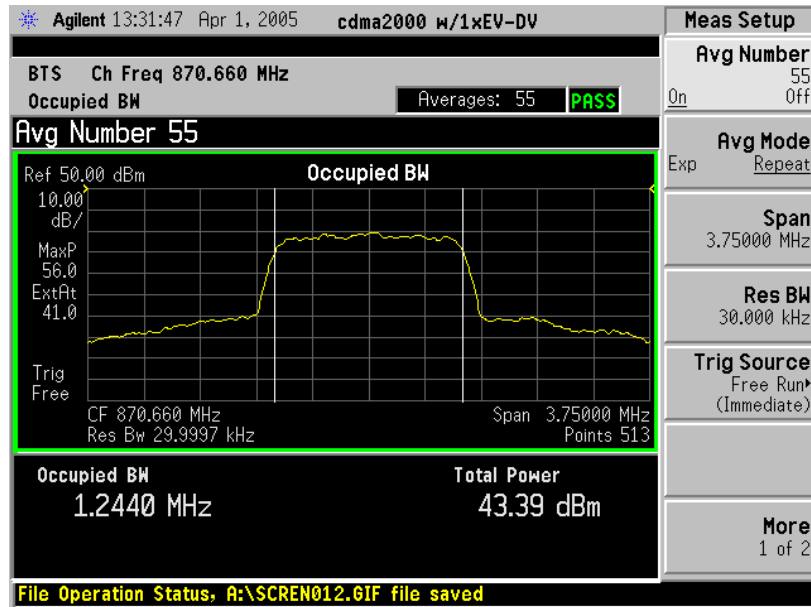 Agilent 13:31:47 Apr 1, 2005 cdma2000 w/1xEV-DV
BTS Ch Freq 870.660 MHz
Occupied BW Averages: 55 PASS
Avg Number 55
Ref 50.00 dBm Occupied BW
10.00
dB/
MaxP
56.0
ExtAt
41.0
Trig
Free
CF 870.660 MHz Span 3.75000 MHz
Res Bw 29.9997 kHz Points 513
Occupied BW Total Power
1.2440 MHz 43.39 dBm
File Operation Status, A:\SCREN012.GIF file saved
Meas Setup
Avg Number
55
On Off
Avg Mode
Exp Repeat
Span
3.75000 MHz
Res BW
30.000 kHz
Trig Source
Free Run
(Immediate)
More
1 of 2